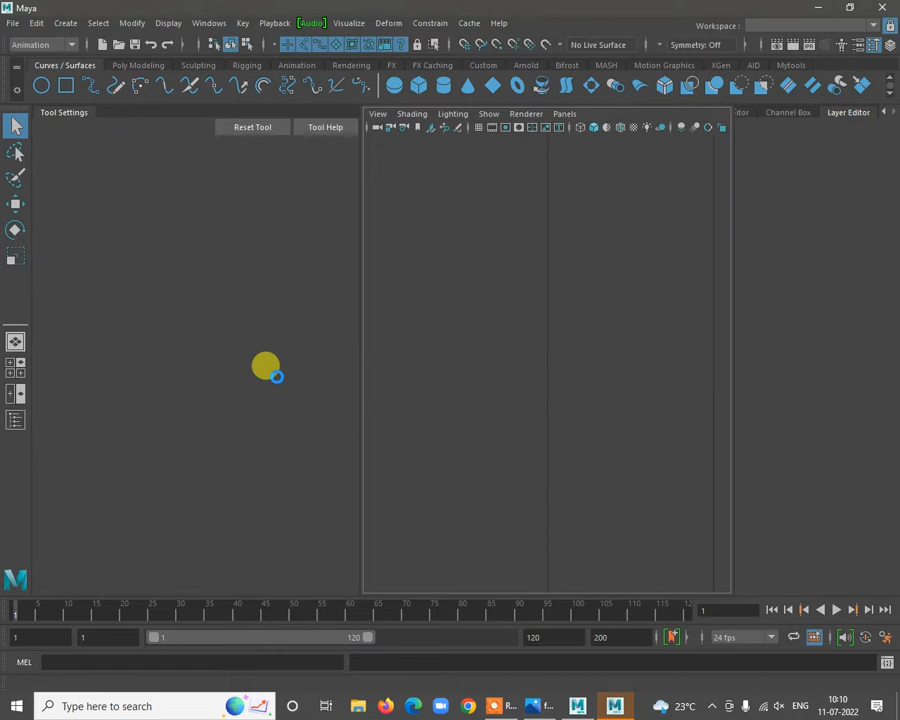 Maya
File Edit Create Select Modify Display Windows Key Playback [Audio] Visualize Deform Constrain Cache Help
Workspace :
Animation No Live Surface Symmetry: Off
Curves / Surfaces Poly Modeling Sculpting Rigging Animation Rendering FX FX Caching Custom Arnold Bifrost MASH Motion Graphics XGen AID Mytools
Tool Settings itor Channel Box Layer Editor
View Shading Lighting Show Renderer Panels
Reset Tool Tool Help
5 10 15 20 25 30 35 40 45 50 55 60 65 70 75 80 85 90 95 100 105 110 115 12
1 1
1 1 1 120 120 200 24 fps
MEL
Type here to search R... f... 23°C ENG 10:10
11-07-2022